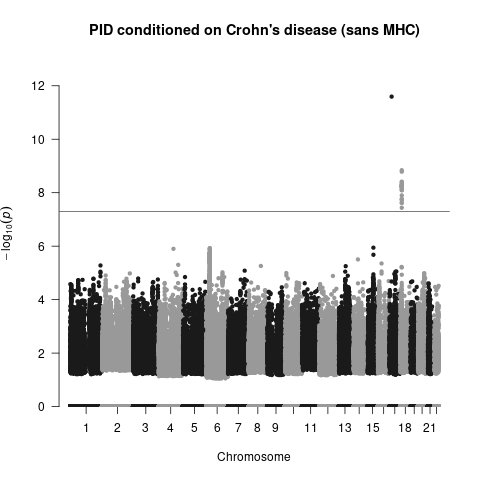 PID conditioned on Crohn's disease (sans MHC)
12
10
8
6
4
2
0
−log₁₀(p)
1 2 3 4 5 6 7 8 9 11 13 15 18 21
Chromosome